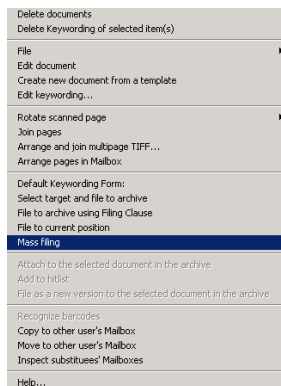 Delete documents
Delete Keywording of selected item(s)
File
Edit document
Create new document from a template
Edit keywording...
Rotate scanned page
Join pages
Arrange and join multipage TIFF...
Arrange pages in Mailbox
Default Keywording Form:
Select target and file to archive
File to archive using Filing Clause
File to current position
Mass filing
Attach to the selected document in the archive
Add to hitlist
File as a new version to the selected document in the archive
Recognize barcodes
Copy to other user's Mailbox
Move to other user's Mailbox
Inspect substituees' Mailboxes
Help...